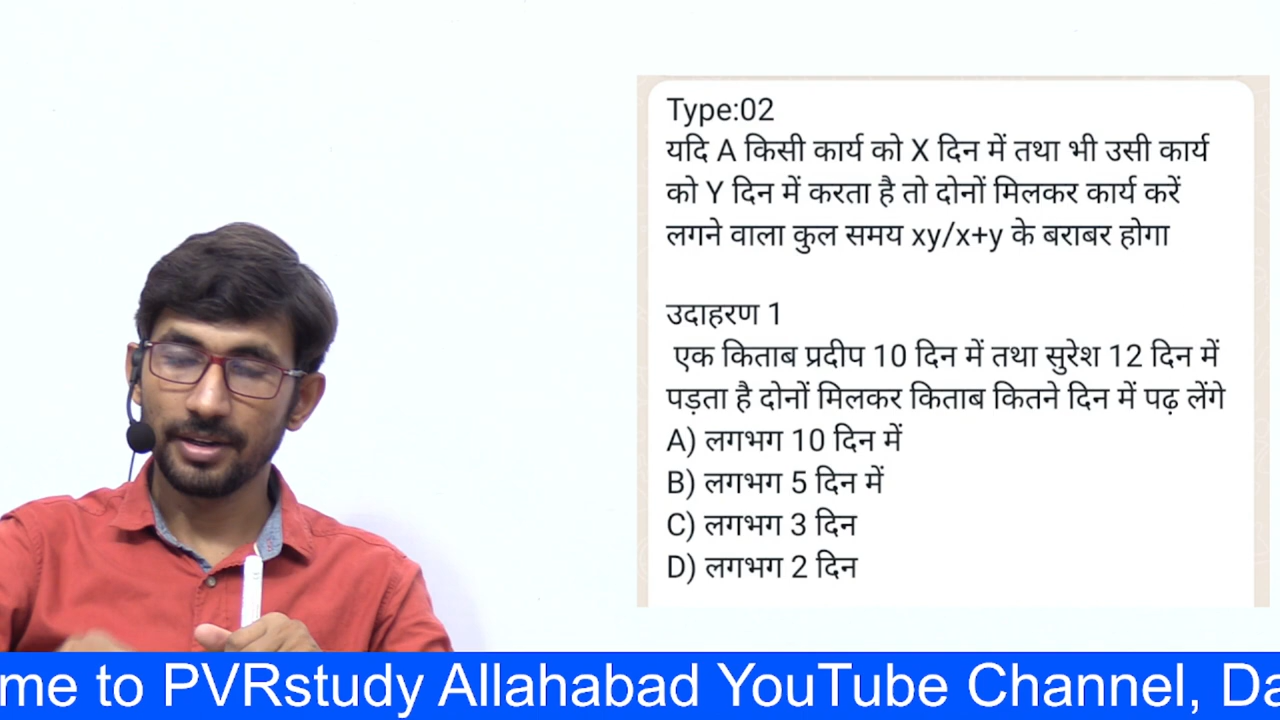 Type:02
यदि A किसी कार्य को X दिन में तथा भी उसी कार्य
को Y दिन में करता है तो दोनों मिलकर कार्य करें
लगने वाला कुल समय xy/x+y के बराबर होगा
उदाहरण 1
एक किताब प्रदीप 10 दिन में तथा सुरेश 12 दिन में
पड़ता है दोनों मिलकर किताब कितने दिन में पढ़ लेंगे
A) लगभग 10 दिन में
B) लगभग 5 दिन में
C) लगभग 3 दिन
D) लगभग 2 दिन
me to PVRstudy Allahabad YouTube Channel, Da